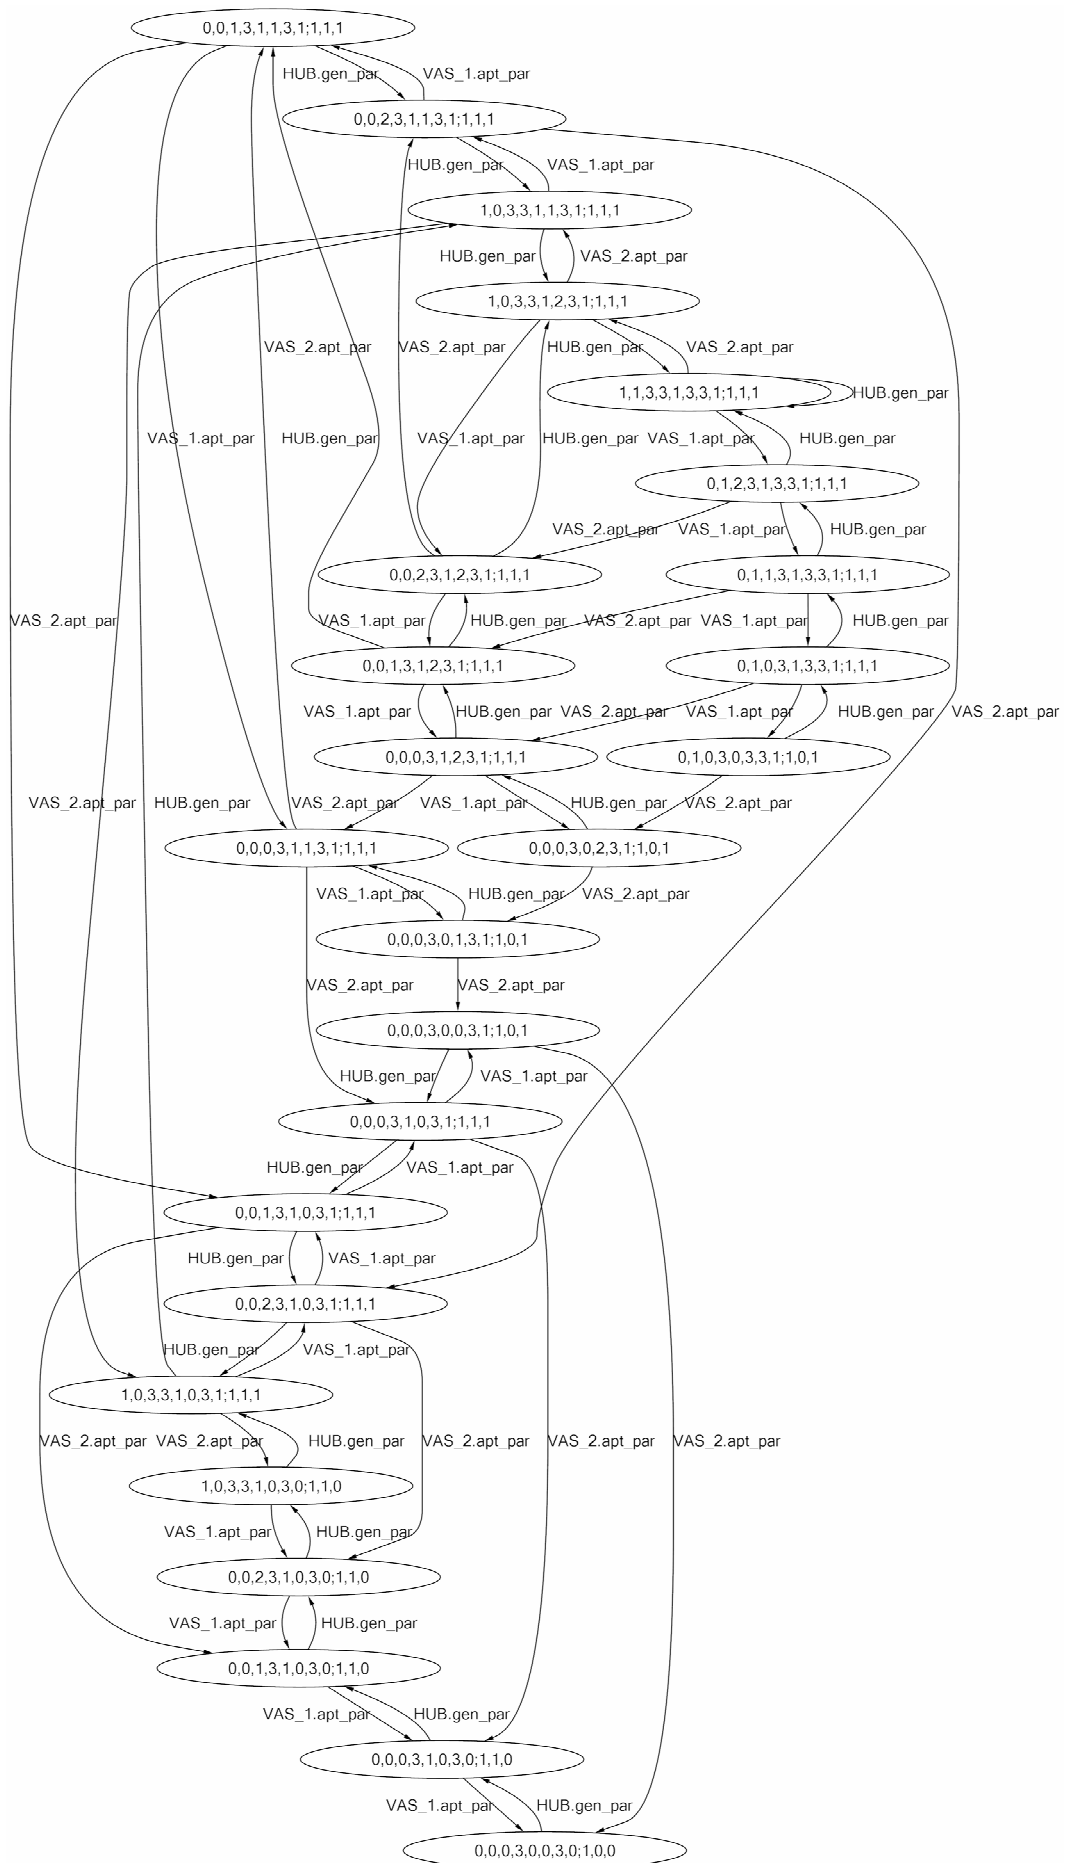 0,0,1,3,1,1,3,1;1,1,1
HUB.gen_par VAS_1.apt_par
0,0,2,3,1,1,3,1;1,1,1
HUB.gen_par VAS_1.apt_par
1,0,3,3,1,1,3,1;1,1,1
HUB.gen_par VAS_2.apt_par
1,0,3,3,1,2,3,1;1,1,1
VAS_2.apt_par VAS_2.apt_par HUB.gen_par VAS_2.apt_par
1,1,3,3,1,3,3,1;1,1,1 HUB.gen_par
VAS_1.apt_par HUB.gen_par VAS_1.apt_par HUB.gen_par VAS_1.apt_par HUB.gen_par
0,1,2,3,1,3,3,1;1,1,1
VAS_2.apt_par VAS_1.apt_par HUB.gen_par
0,0,2,3,1,2,3,1;1,1,1 0,1,1,3,1,3,3,1;1,1,1
VAS_2.apt_par VAS_1.apt_par HUB.gen_par VAS_2.apt_par VAS_1.apt_par HUB.gen_par
0,0,1,3,1,2,3,1;1,1,1 0,1,0,3,1,3,3,1;1,1,1
VAS_1.apt_par HUB.gen_par VAS_2.apt_par VAS_1.apt_par HUB.gen_par VAS_2.apt_par
0,0,0,3,1,2,3,1;1,1,1 0,1,0,3,0,3,3,1;1,0,1
VAS_2.apt_par HUB.gen_par VAS_2.apt_par VAS_1.apt_par HUB.gen_par VAS_2.apt_par
0,0,0,3,1,1,3,1;1,1,1 0,0,0,3,0,2,3,1;1,0,1
VAS_1.apt_par HUB.gen_par VAS_2.apt_par
0,0,0,3,0,1,3,1;1,0,1
VAS_2.apt_par VAS_2.apt_par
0,0,0,3,0,0,3,1;1,0,1
HUB.gen_par VAS_1.apt_par
0,0,0,3,1,0,3,1;1,1,1
HUB.gen_par VAS_1.apt_par
0,0,1,3,1,0,3,1;1,1,1
HUB.gen_par VAS_1.apt_par
0,0,2,3,1,0,3,1;1,1,1
HUB.gen_par VAS_1.apt_par
1,0,3,3,1,0,3,1;1,1,1
VAS_2.apt_par VAS_2.apt_par HUB.gen_par VAS_2.apt_par VAS_2.apt_par VAS_2.apt_par
1,0,3,3,1,0,3,0;1,1,0
VAS_1.apt_par HUB.gen_par
0,0,2,3,1,0,3,0;1,1,0
VAS_1.apt_par HUB.gen_par
0,0,1,3,1,0,3,0;1,1,0
VAS_1.apt_par HUB.gen_par
0,0,0,3,1,0,3,0;1,1,0
VAS_1.apt_par HUB.gen_par
0,0,0,3,0,0,3,0;1,0,0